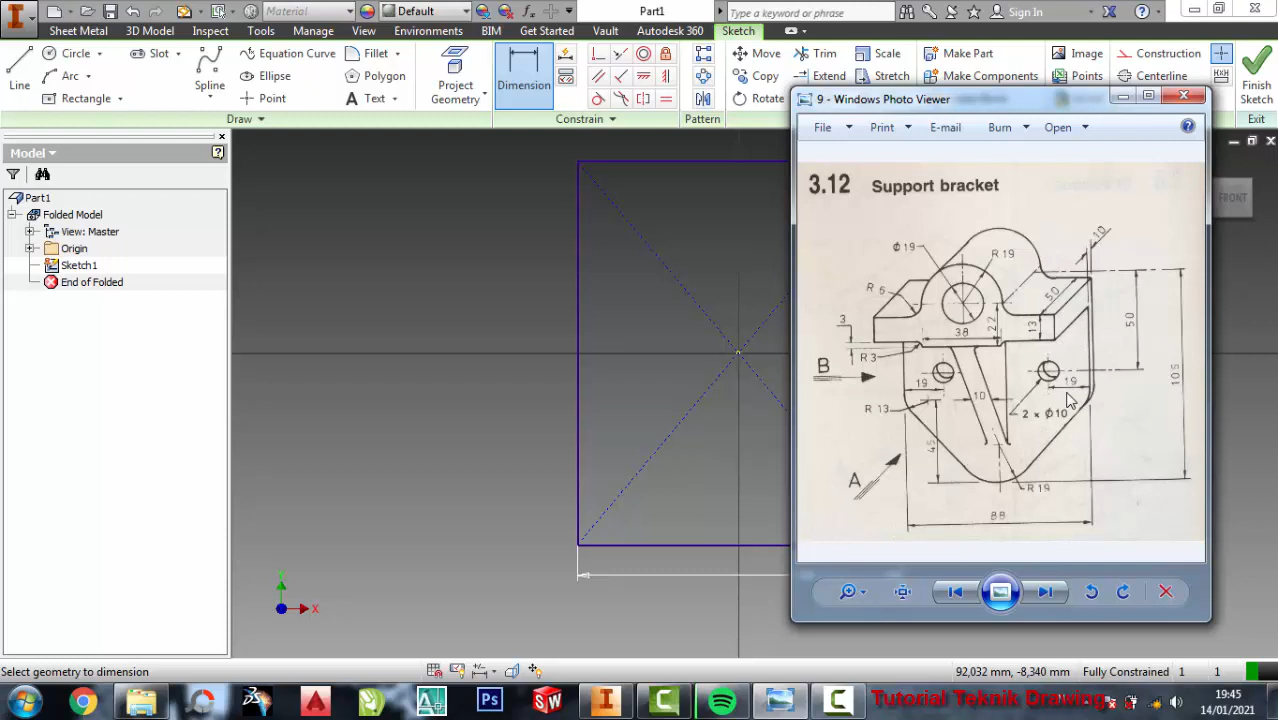 Material
Default
Part1
Type a keyword or phrase
Sign In
Sheet Metal
3D Model
Inspect
Tools
Manage
View
Environments
BIM
Get Started
Vault
Autodesk 360
Sketch
Line
Circle
Arc
Rectangle
Slot
Spline
Equation Curve
Ellipse
Point
Fillet
Polygon
Text
Project
Geometry
Dimension
Move
Copy
Rotate
Trim
Extend
Scale
Stretch
Make Part
Make Components
Image
Points
Construction
Centerline
Finish
Sketch
Draw
Constrain
Pattern
Exit
9 - Windows Photo Viewer
File
Print
E-mail
Burn
Open
Model
Part1
Folded Model
View: Master
Origin
Sketch1
End of Folded
FRONT
3.12 Support bracket
10
Ø19
R 19
R 6
50
3
38
22
13
50
R 3
B
19
19
105
10
R 13
2 x Ø10
45
A
R 19
88
X
Select geometry to dimension
92,032 mm, -8,340 mm
Fully Constrained
1
1
Tutorial Teknik Drawing
19:45
14/01/2021